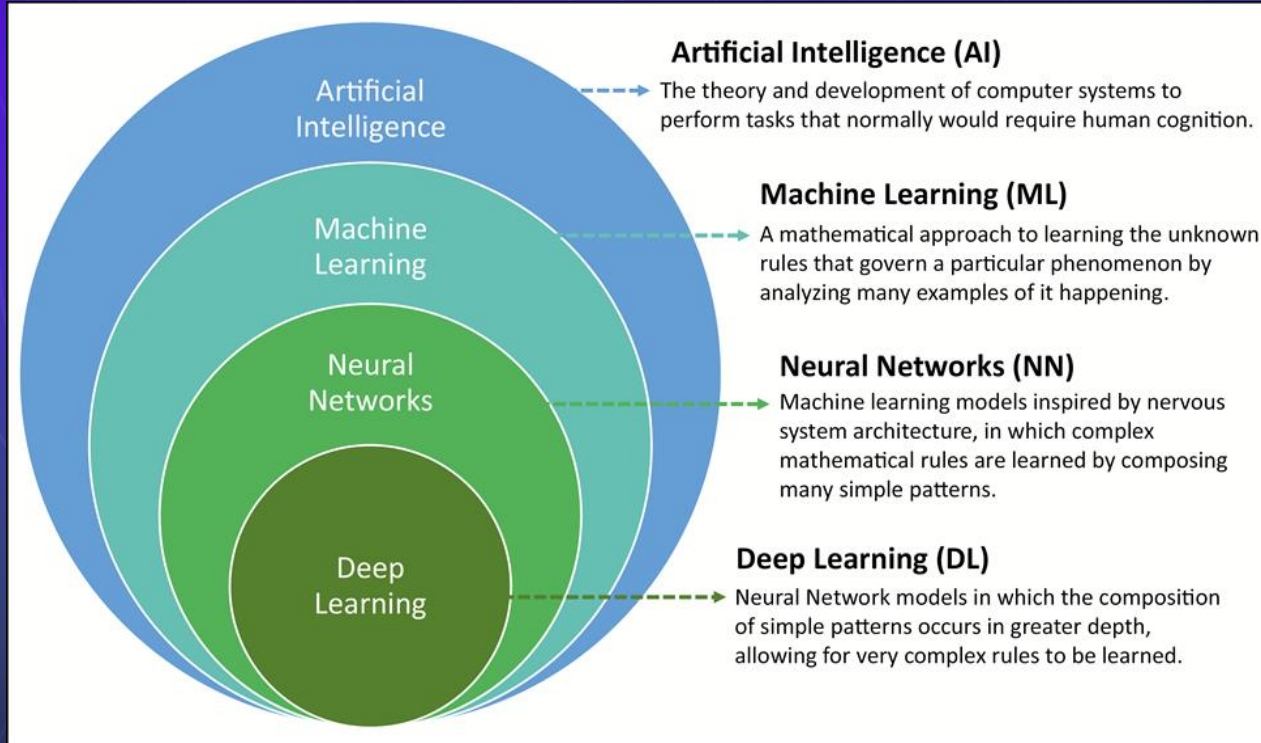 Artificial
Intelligence
Machine
Learning
Neural
Networks
Deep
Learning
Artificial Intelligence (AI)
The theory and development of computer systems to
perform tasks that normally would require human cognition.
Machine Learning (ML)
A mathematical approach to learning the unknown
rules that govern a particular phenomenon by
analyzing many examples of it happening.
Neural Networks (NN)
Machine learning models inspired by nervous
system architecture, in which complex
mathematical rules are learned by composing
many simple patterns.
Deep Learning (DL)
Neural Network models in which the composition
of simple patterns occurs in greater depth,
allowing for very complex rules to be learned.